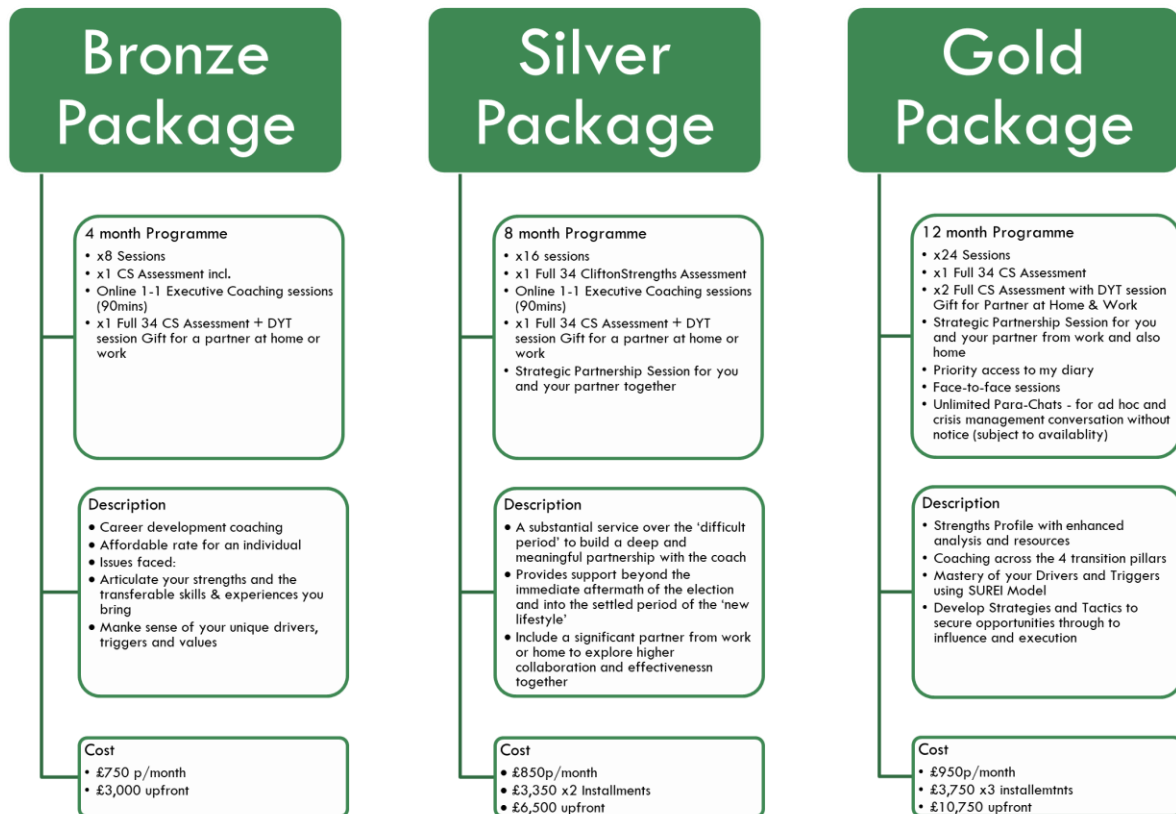 Bronze
Package
4 month Programme
• x8 Sessions
• x1 CS Assessment incl.
• Online 1-1 Executive Coaching sessions
(90mins)
• x1 Full 34 CS Assessment + DYT
session Gift for a partner at home or
work
Description
• Career development coaching
• Affordable rate for an individual
• Issues faced:
• Articulate your strengths and the
transferable skills & experiences you
bring
• Manke sense of your unique drivers,
triggers and values
Cost
• £750 p/month
• £3,000 upfront
Silver
Package
8 month Programme
• x16 sessions
• x1 Full 34 CliftonStrengths Assessment
• Online 1-1 Executive Coaching sessions
(90mins)
• x1 Full 34 CS Assessment + DYT
session Gift for a partner at home or
work
• Strategic Partnership Session for you
and your partner together
Description
• A substantial service over the ‘difficult
period’ to build a deep and
meaningful partnership with the coach
• Provides support beyond the
immediate aftermath of the election
and into the settled period of the ‘new
lifestyle’
• Include a significant partner from work
or home to explore higher
collaboration and effectivenessn
together
Cost
• £850p/month
• £3,350 x2 Installments
• £6,500 upfront
Gold
Package
12 month Programme
• x24 Sessions
• x1 Full 34 CS Assessment
• x2 Full CS Assessment with DYT session
Gift for Partner at Home & Work
• Strategic Partnership Session for you
and your partner from work and also
home
• Priority access to my diary
• Face-to-face sessions
• Unlimited Para-Chats - for ad hoc and
crisis management conversation without
notice (subject to availablity)
Description
• Strengths Profile with enhanced
analysis and resources
• Coaching across the 4 transition pillars
• Mastery of your Drivers and Triggers
using SUREI Model
• Develop Strategies and Tactics to
secure opportunities through to
influence and execution
Cost
• £950p/month
• £3,750 x3 installemtnts
• £10,750 upfront